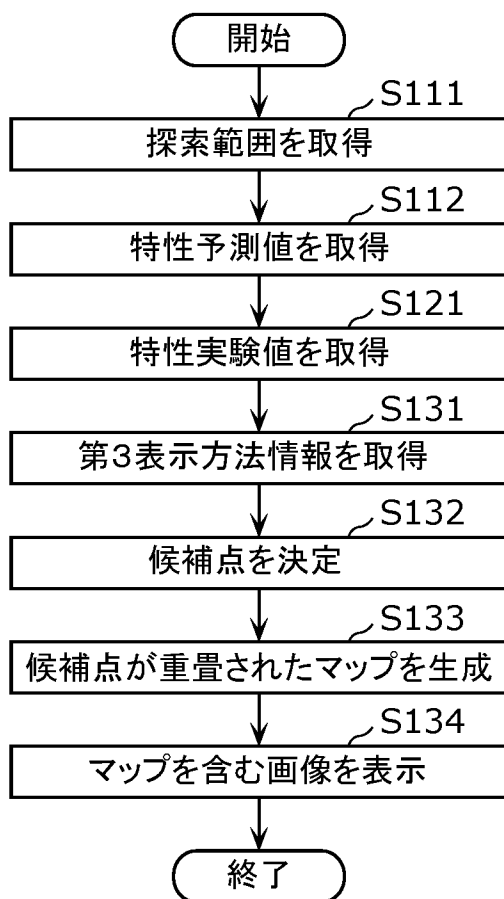 開始
S111
探索範囲を取得
S112
特性予測値を取得
S121
特性実験値を取得
S131
第3表示方法情報を取得
S132
候補点を決定
S133
候補点が重畳されたマップを生成
S134
マップを含む画像を表示
終了